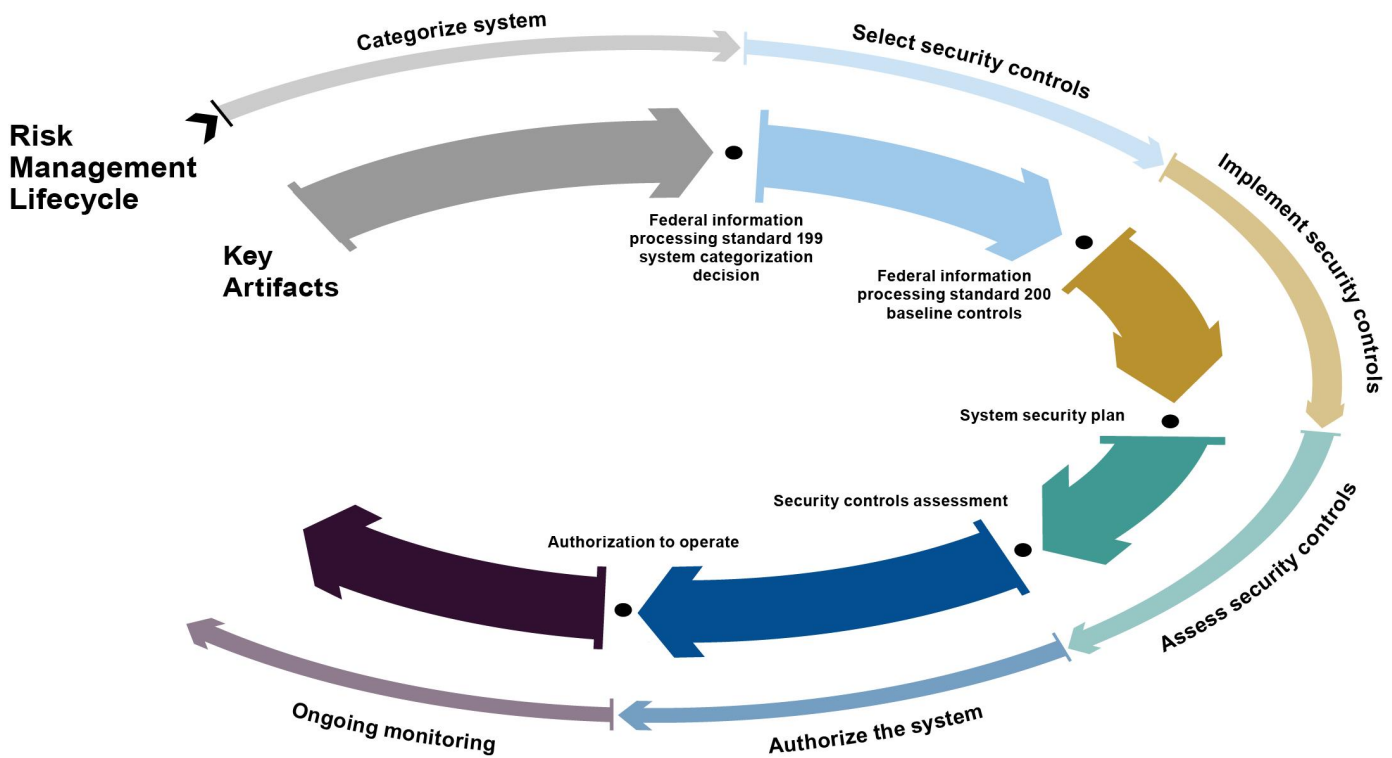 Categorize system
Select security controls
Implement security controls
Risk
Management
Lifecycle
Key
Artifacts
Federal information
processing standard 199
system categorization
decision
Federal information
processing standard 200
baseline controls
System security plan
Security controls assessment
Authorization to operate
Assess security controls
Authorize the system
Ongoing monitoring